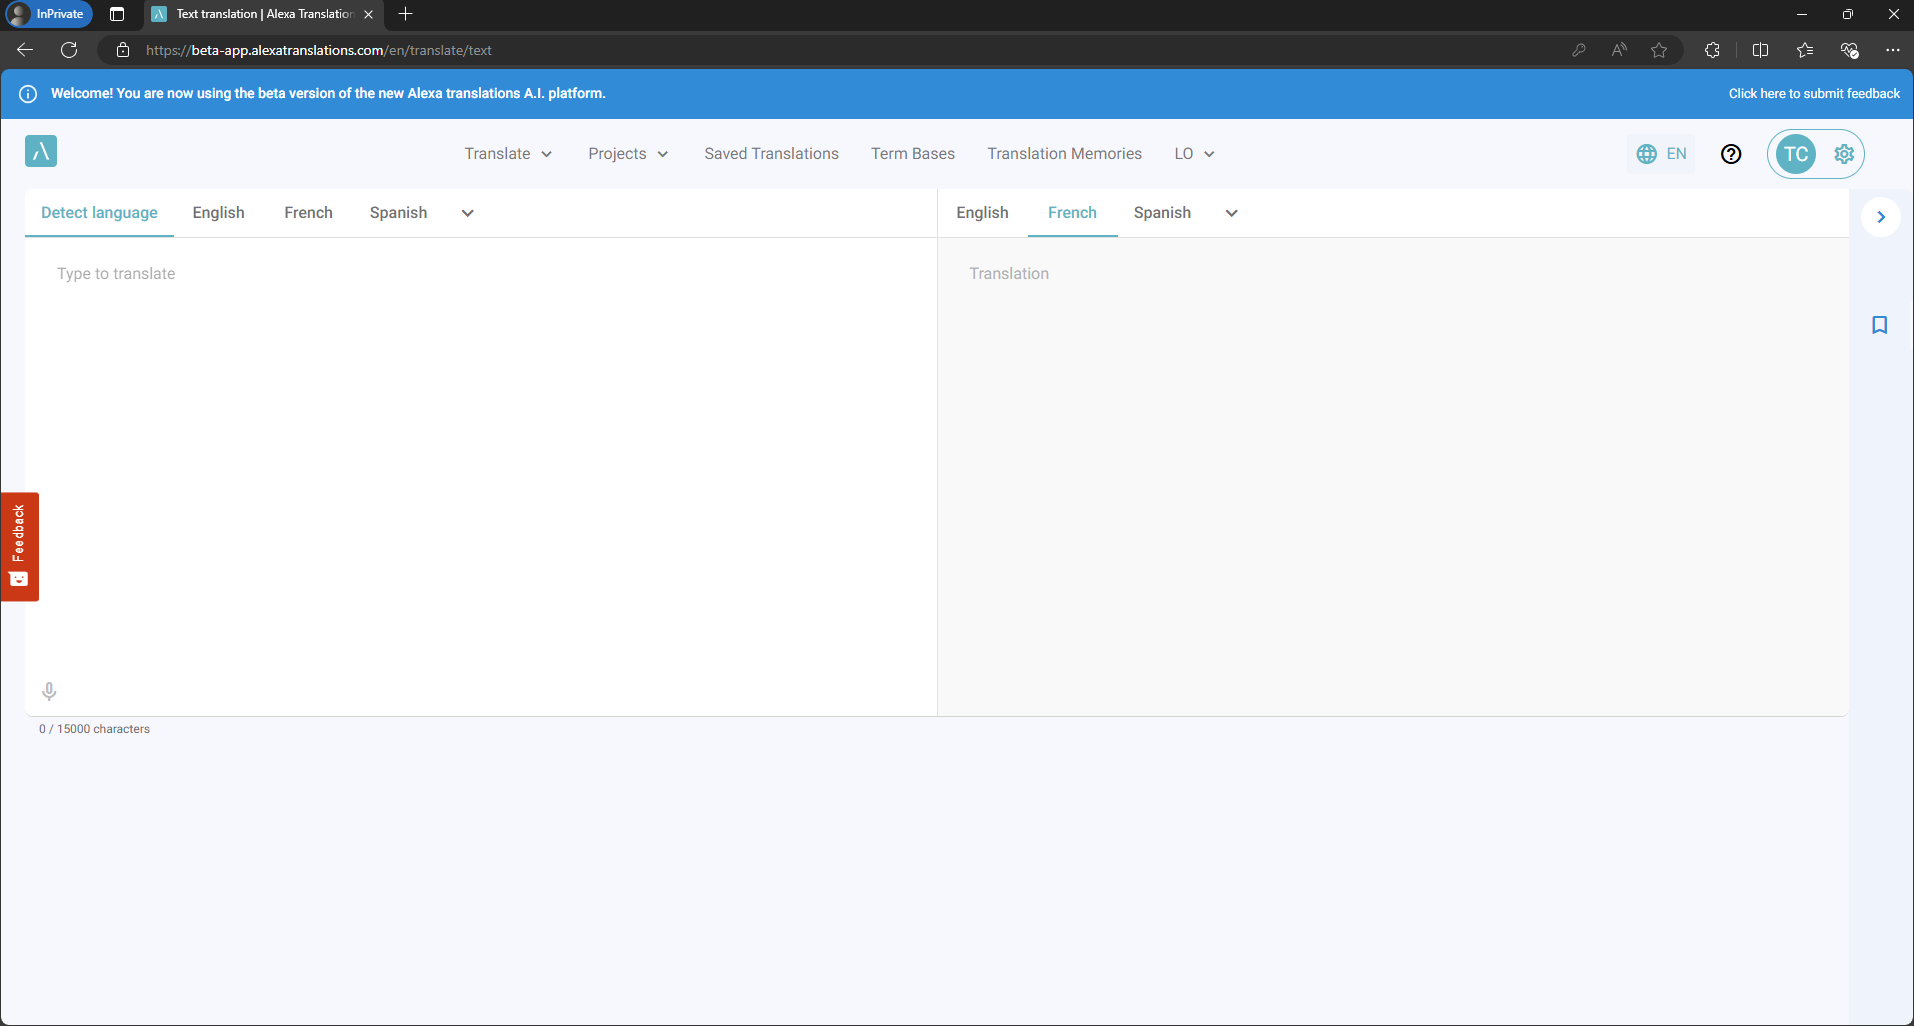 InPrivate
Text translation | Alexa Translation
https://beta-app.alexatranslations.com/en/translate/text
Welcome! You are now using the beta version of the new Alexa translations A.I. platform.
Click here to submit feedback
Translate Projects Saved Translations Term Bases Translation Memories LO EN TC
Detect language English French Spanish
English French Spanish
Type to translate
Translation
Feedback
0 / 15000 characters